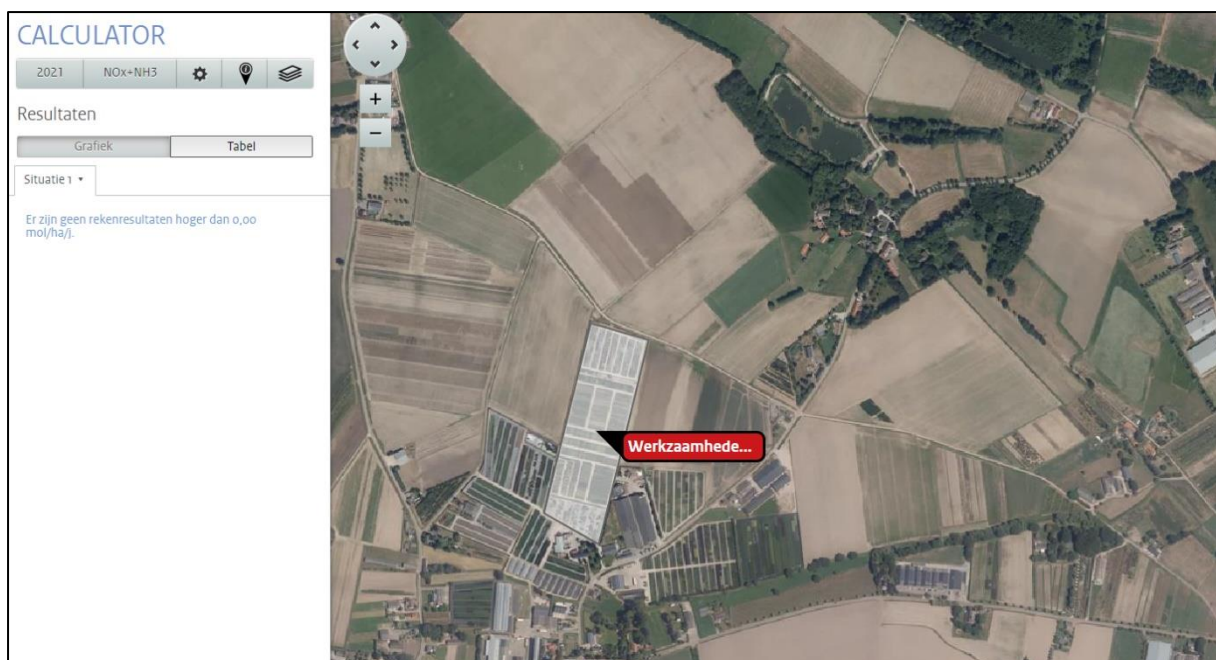 CALCULATOR
2021 NOx+NH3
Resultaten
Grafiek Tabel
Situatie 1
Er zijn geen rekenresultaten hoger dan 0,00
mol/ha/j.
+
−
Werkzaamhede...